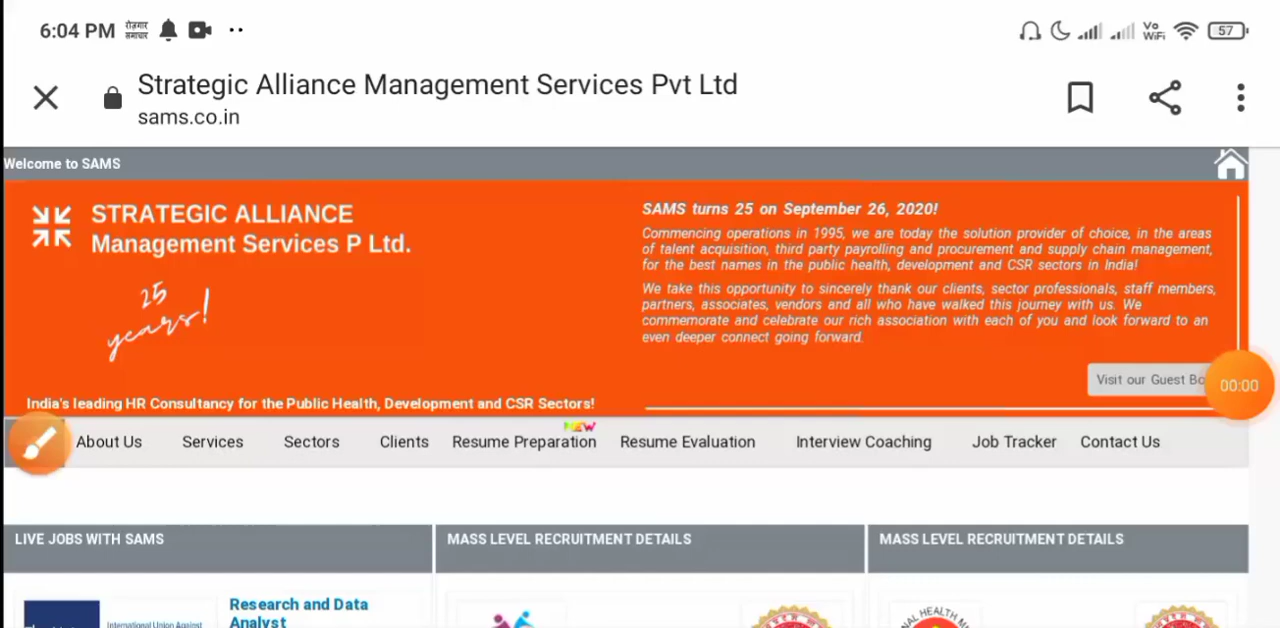 6:04 PM रोज़गार समाचार Vo WiFi 57
Strategic Alliance Management Services Pvt Ltd
sams.co.in
Welcome to SAMS
STRATEGIC ALLIANCE
Management Services P Ltd.
25
years!
India's leading HR Consultancy for the Public Health, Development and CSR Sectors!
SAMS turns 25 on September 26, 2020!
Commencing operations in 1995, we are today the solution provider of choice, in the areas
of talent acquisition, third party payrolling and procurement and supply chain management,
for the best names in the public health, development and CSR sectors in India!
We take this opportunity to sincerely thank our clients, sector professionals, staff members,
partners, associates, vendors and all who have walked this journey with us. We
commemorate and celebrate our rich association with each of you and look forward to an
even deeper connect going forward.
Visit our Guest Bo
00:00
NEW
About Us Services Sectors Clients Resume Preparation Resume Evaluation Interview Coaching Job Tracker Contact Us
LIVE JOBS WITH SAMS
MASS LEVEL RECRUITMENT DETAILS
MASS LEVEL RECRUITMENT DETAILS
International Union Against
Research and Data
Analyst